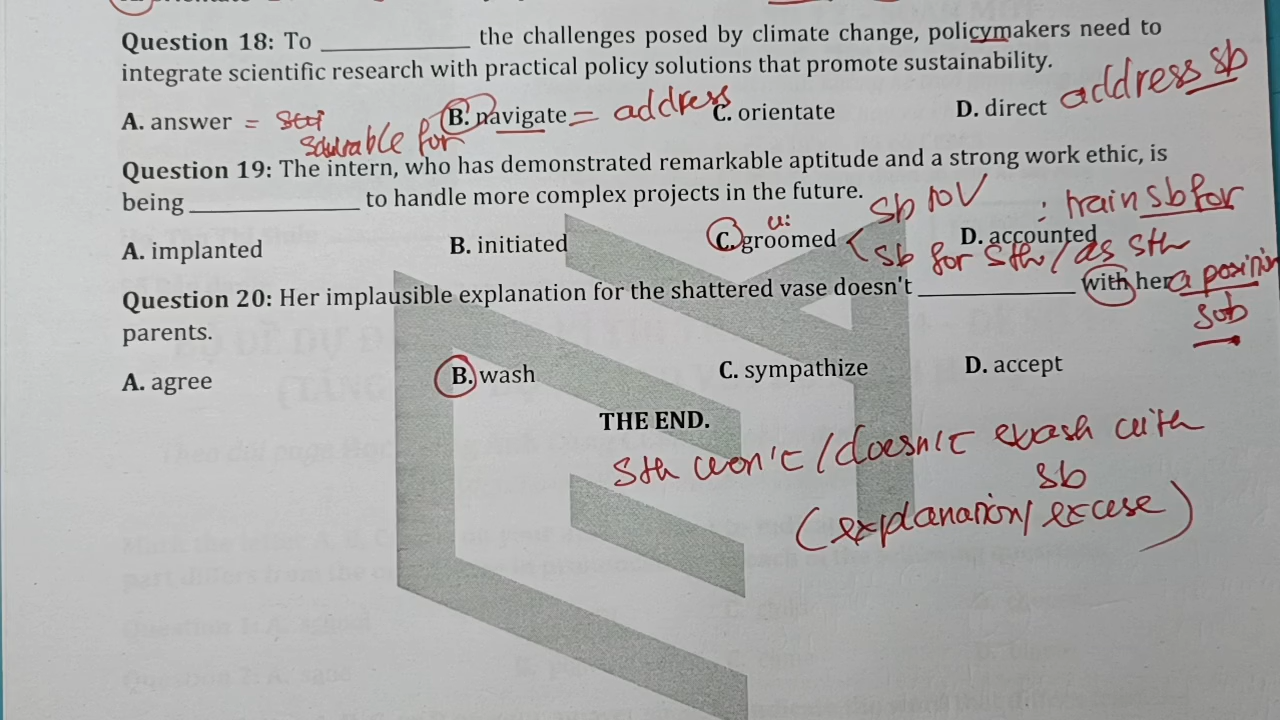 Question 18: To ____________ the challenges posed by climate change, policymakers need to
integrate scientific research with practical policy solutions that promote sustainability.
address sb
A. answer B. navigate = address C. orientate D. direct
Question 19: The intern, who has demonstrated remarkable aptitude and a strong work ethic, is
being ______________ to handle more complex projects in the future.
sb to V : train sb for
A. implanted B. initiated C. groomed D. accounted
sb for sth / as sth
Question 20: Her implausible explanation for the shattered vase doesn't _____________ with her
a position
parents.
sb
A. agree B. wash C. sympathize D. accept
THE END.
Sth won't / doesn't wash with
sb
(explanation / excuse)